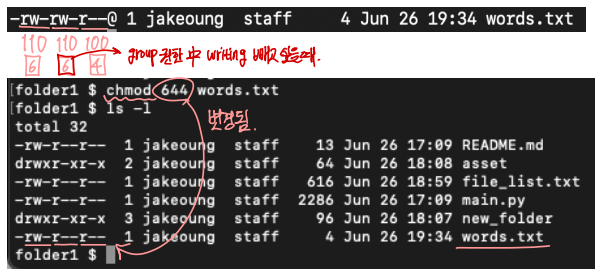 -rw-rw-r--@ 1 jakeoung  staff     4 Jun 26 19:34 words.txt
110 110 100
6 6 4 group 권한 中 writing 빼고 싶을때.
[folder1 $ chmod 644 words.txt
[folder1 $ ls -l
변경됨.
total 32
-rw-r--r--  1 jakeoung  staff    13 Jun 26 17:09 README.md
drwxr-xr-x  2 jakeoung  staff    64 Jun 26 18:08 asset
-rw-r--r--  1 jakeoung  staff   616 Jun 26 18:59 file_list.txt
-rw-r--r--  1 jakeoung  staff  2286 Jun 26 17:09 main.py
drwxr-xr-x  3 jakeoung  staff    96 Jun 26 18:07 new_folder
-rw-r--r--  1 jakeoung  staff     4 Jun 26 19:34 words.txt
folder1 $